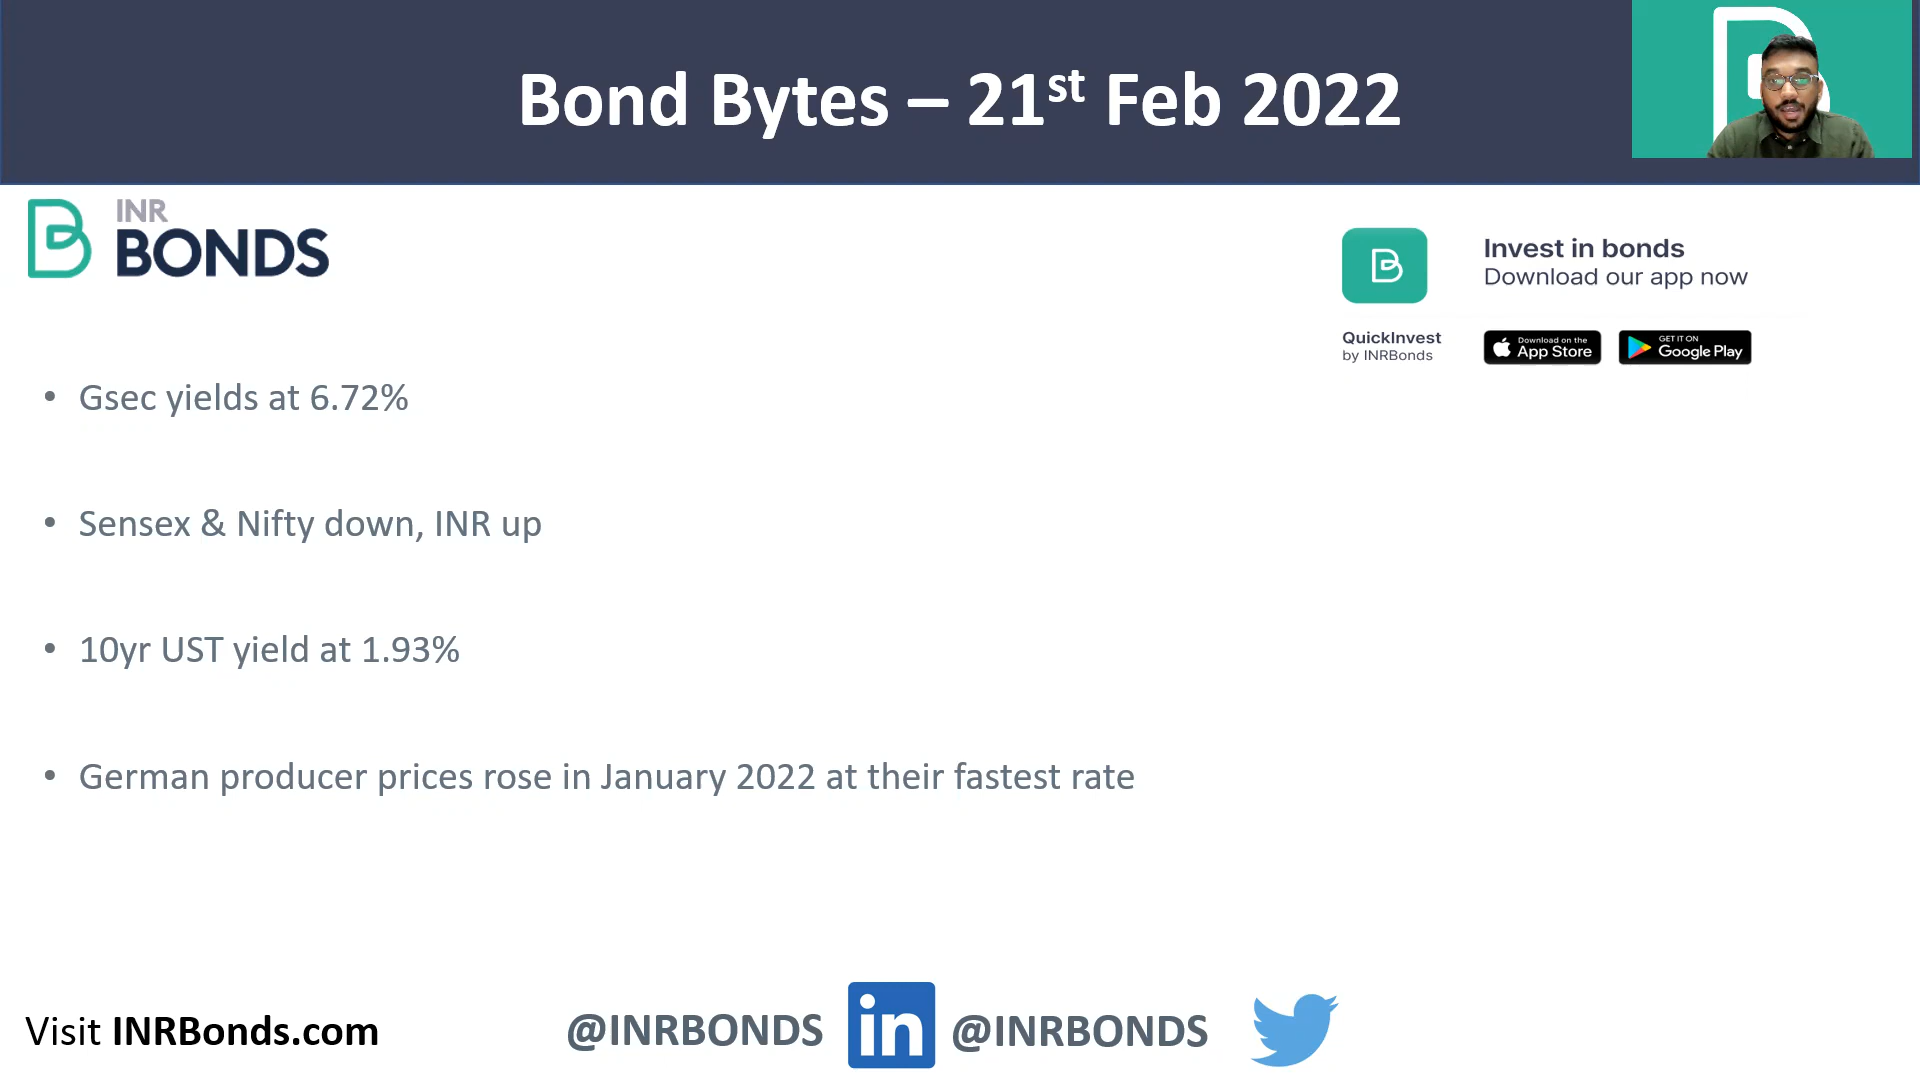 Bond Bytes – 21st Feb 2022
INR
BONDS
Invest in bonds
Download our app now
QuickInvest
by INRBonds
Download on the
App Store
GET IT ON
Google Play
• Gsec yields at 6.72%
• Sensex & Nifty down, INR up
• 10yr UST yield at 1.93%
• German producer prices rose in January 2022 at their fastest rate
Visit INRBonds.com
@INRBONDS in @INRBONDS